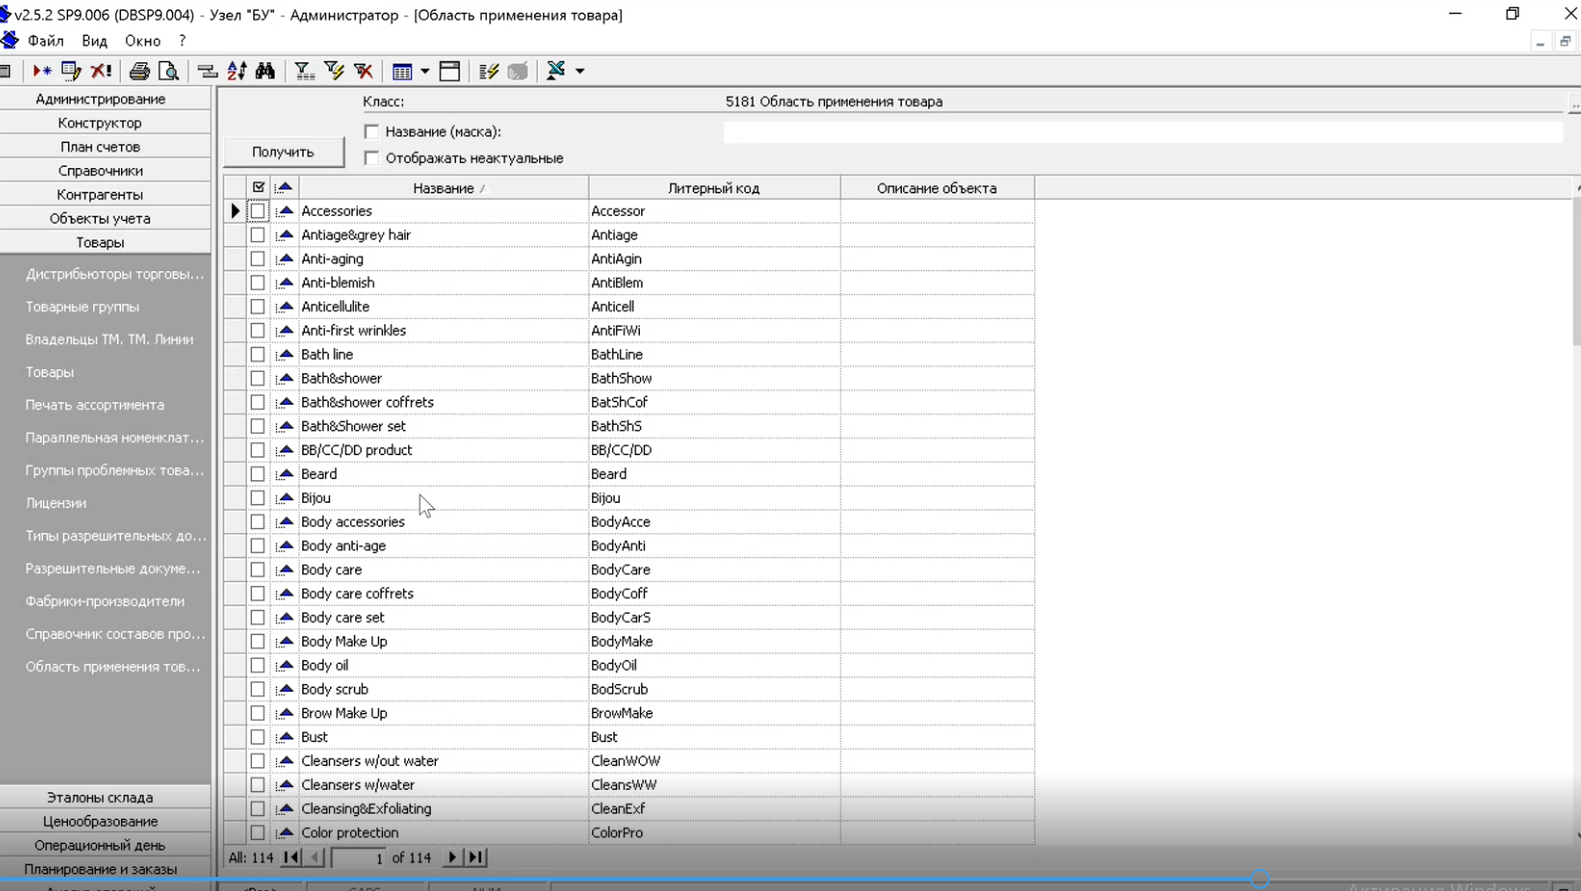 v2.5.2 SP9.006 (DBSP9.004) - Узел "БУ" - Администратор - [Область применения товара]
Файл Вид Окно ?
Администрирование
Конструктор
План счетов
Справочники
Контрагенты
Объекты учета
Товары
Дистрибьюторы торговы...
Товарные группы
Владельцы ТМ. ТМ. Линии
Товары
Печать ассортимента
Параллельная номенклат...
Группы проблемных това...
Лицензии
Типы разрешительных до...
Разрешительные докуме...
Фабрики-производители
Справочник составов про...
Область применения тов...
Эталоны склада
Ценообразование
Операционный день
Планирование и заказы
Класс: 5181 Область применения товара
Название (маска):
Получить
Отображать неактуальные
Название Литерный код Описание объекта
Accessories Accessor
Antiage&grey hair Antiage
Anti-aging AntiAgin
Anti-blemish AntiBlem
Anticellulite Anticell
Anti-first wrinkles AntiFiWi
Bath line BathLine
Bath&shower BathShow
Bath&shower coffrets BatShCof
Bath&Shower set BathShS
BB/CC/DD product BB/CC/DD
Beard Beard
Bijou Bijou
Body accessories BodyAcce
Body anti-age BodyAnti
Body care BodyCare
Body care coffrets BodyCoff
Body care set BodyCarS
Body Make Up BodyMake
Body oil BodyOil
Body scrub BodScrub
Brow Make Up BrowMake
Bust Bust
Cleansers w/out water CleanWOW
Cleansers w/water CleansWW
Cleansing&Exfoliating CleanExf
Color protection ColorPro
All: 114 1 of 114